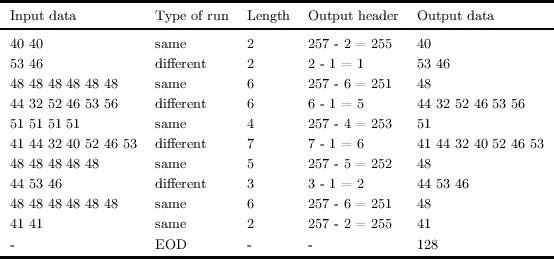 Input data Type of run Length Output header Output data
40 40 same 2 257 - 2 = 255 40
53 46 different 2 2 - 1 = 1 53 46
48 48 48 48 48 48 same 6 257 - 6 = 251 48
44 32 52 46 53 56 different 6 6 - 1 = 5 44 32 52 46 53 56
51 51 51 51 same 4 257 - 4 = 253 51
41 44 32 40 52 46 53 different 7 7 - 1 = 6 41 44 32 40 52 46 53
48 48 48 48 48 same 5 257 - 5 = 252 48
44 53 46 different 3 3 - 1 = 2 44 53 46
48 48 48 48 48 48 same 6 257 - 6 = 251 48
41 41 same 2 257 - 2 = 255 41
- EOD - - 128